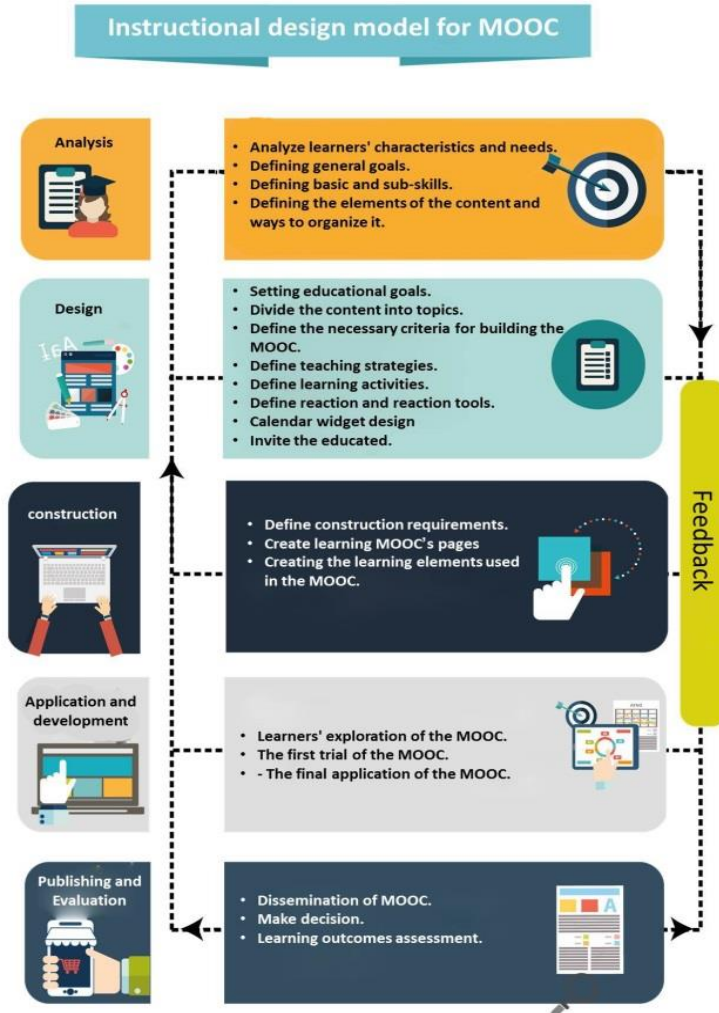 Instructional design model for MOOC
Analysis
• Analyze learners' characteristics and needs.
• Defining general goals.
• Defining basic and sub-skills.
• Defining the elements of the content and
ways to organize it.
Design
• Setting educational goals.
• Divide the content into topics.
• Define the necessary criteria for building the
MOOC.
• Define teaching strategies.
• Define learning activities.
• Define reaction and reaction tools.
• Calendar widget design
• Invite the educated.
Feedback
construction
• Define construction requirements.
• Create learning MOOC's pages
• Creating the learning elements used
in the MOOC.
Application and
development
• Learners' exploration of the MOOC.
• The first trial of the MOOC.
• - The final application of the MOOC.
Publishing and
Evaluation
• Dissemination of MOOC.
• Make decision.
• Learning outcomes assessment.
A